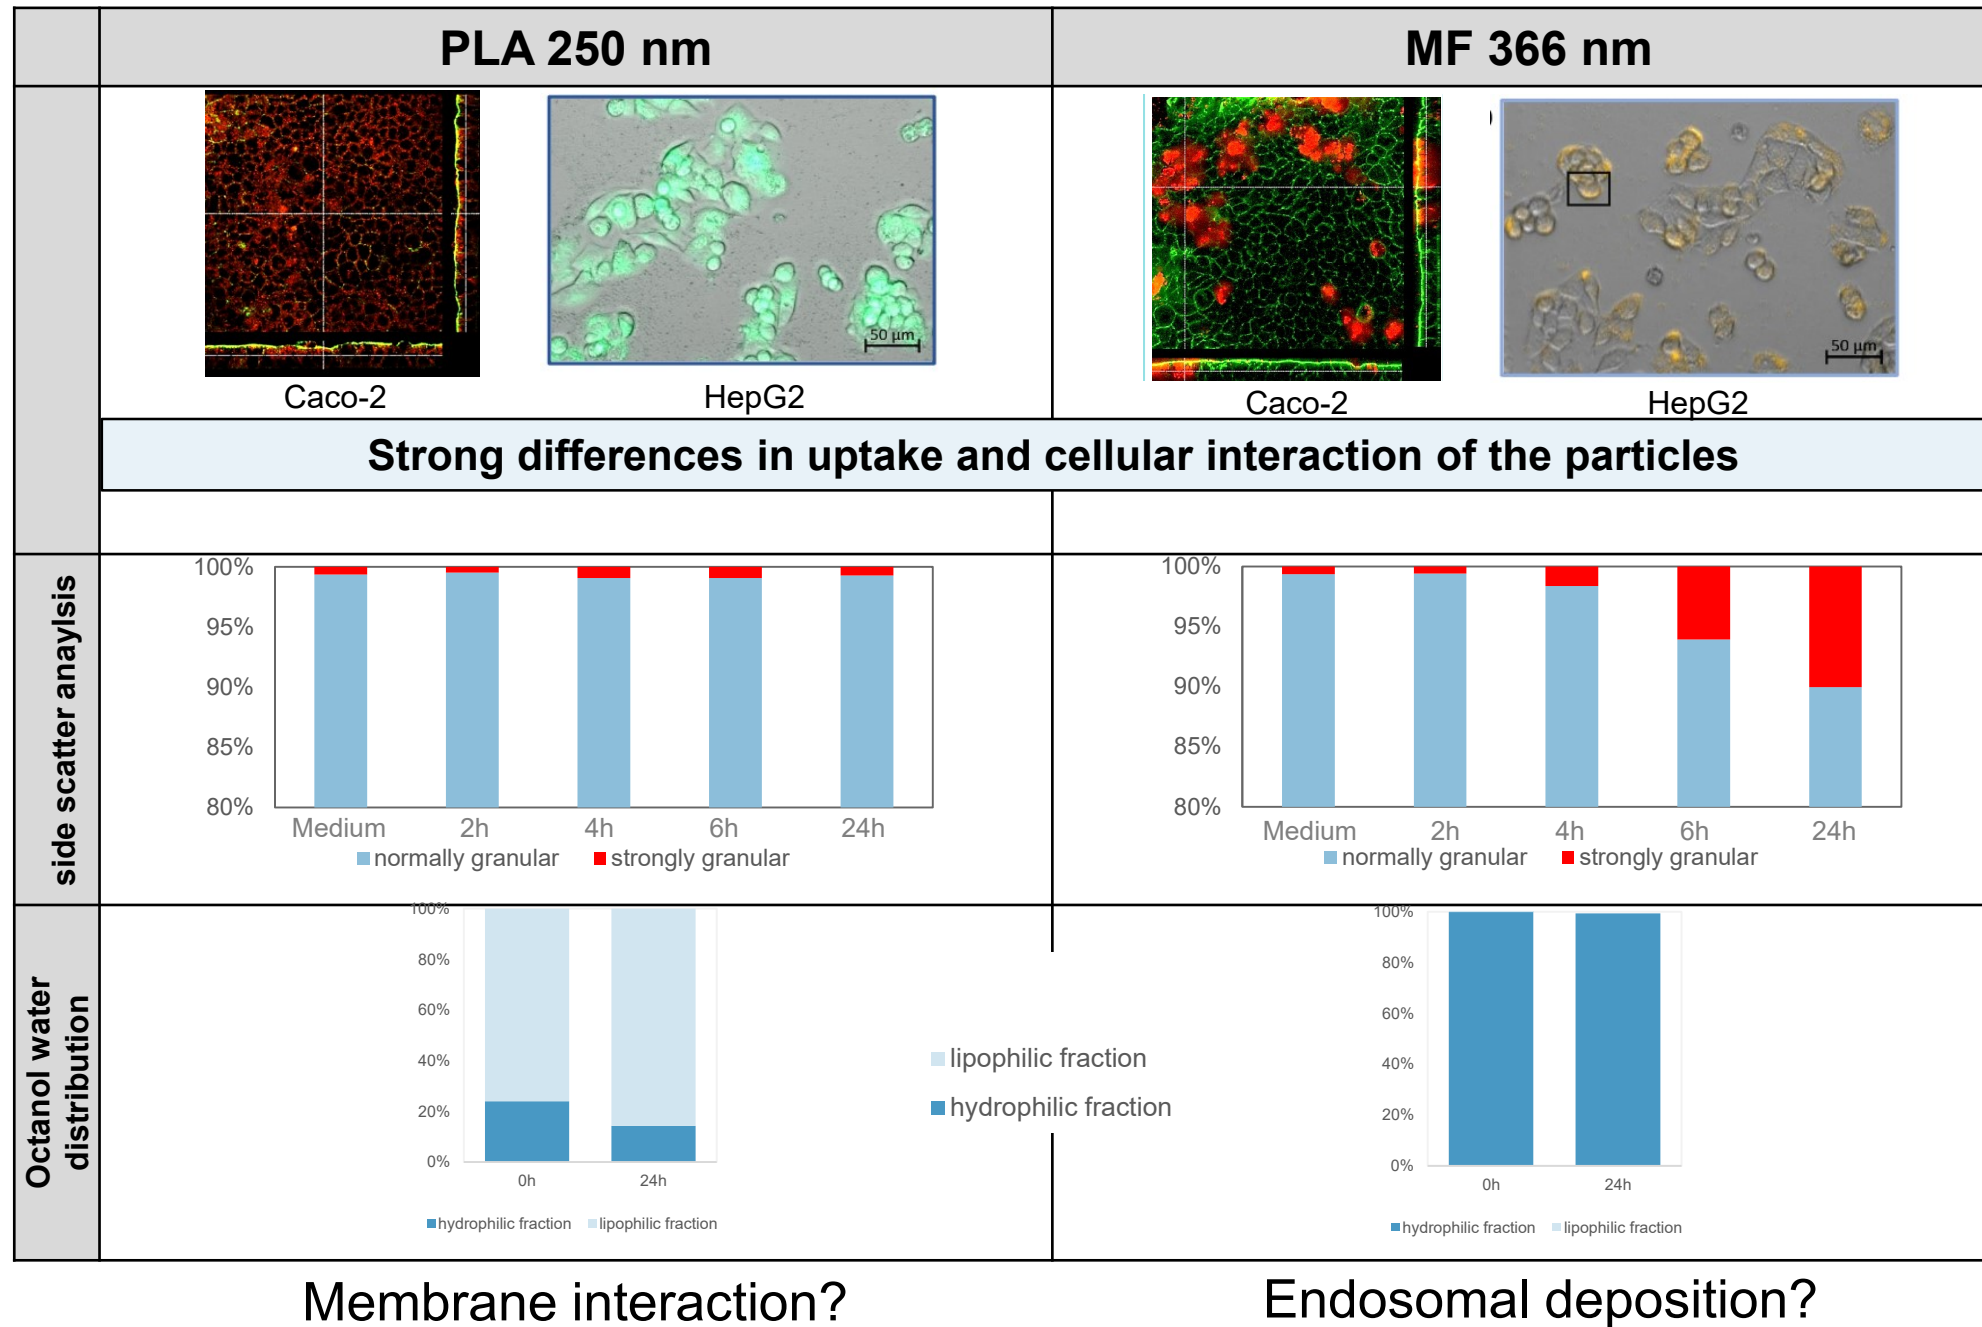 PLA 250 nm
MF 366 nm
50 µm
50 µm
Caco-2
HepG2
Caco-2
HepG2
Strong differences in uptake and cellular interaction of the particles
side scatter anaylsis
100%
95%
90%
85%
80%
Medium 2h 4h 6h 24h
normally granular strongly granular
100%
95%
90%
85%
80%
Medium 2h 4h 6h 24h
normally granular strongly granular
Octanol water
distribution
100%
80%
60%
40%
20%
0%
0h 24h
hydrophilic fraction lipophilic fraction
lipophilic fraction
hydrophilic fraction
100%
80%
60%
40%
20%
0%
0h 24h
hydrophilic fraction lipophilic fraction
Membrane interaction?
Endosomal deposition?